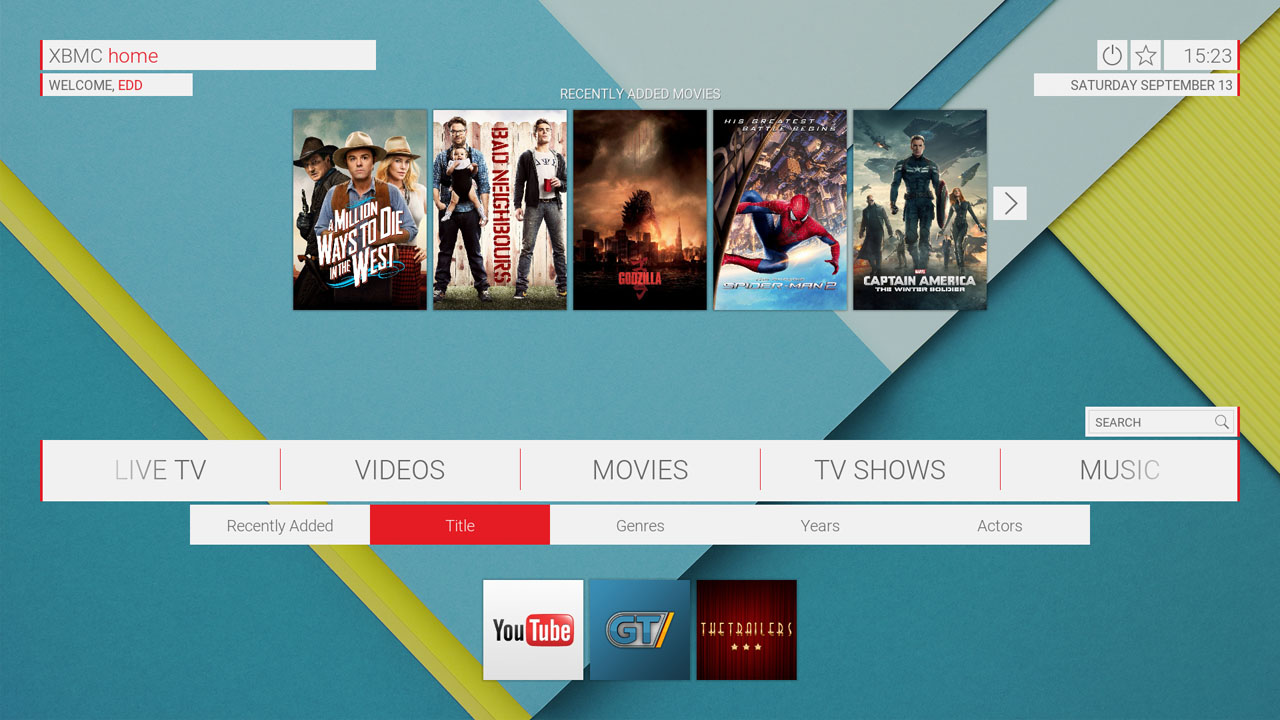 XBMC home
15:23
WELCOME, EDD
SATURDAY SEPTEMBER 13
RECENTLY ADDED MOVIES
A MILLION
WAYS TO DIE
IN THE WEST
BAD NEIGHBOURS
GODZILLA
HIS GREATEST
BATTLE BEGINS
SPIDER-MAN 2
MARVEL
CAPTAIN AMERICA
THE WINTER SOLDIER
SEARCH
LIVE TV
VIDEOS
MOVIES
TV SHOWS
MUSIC
Recently Added
Title
Genres
Years
Actors
YouTube
GT
THETRAILERS